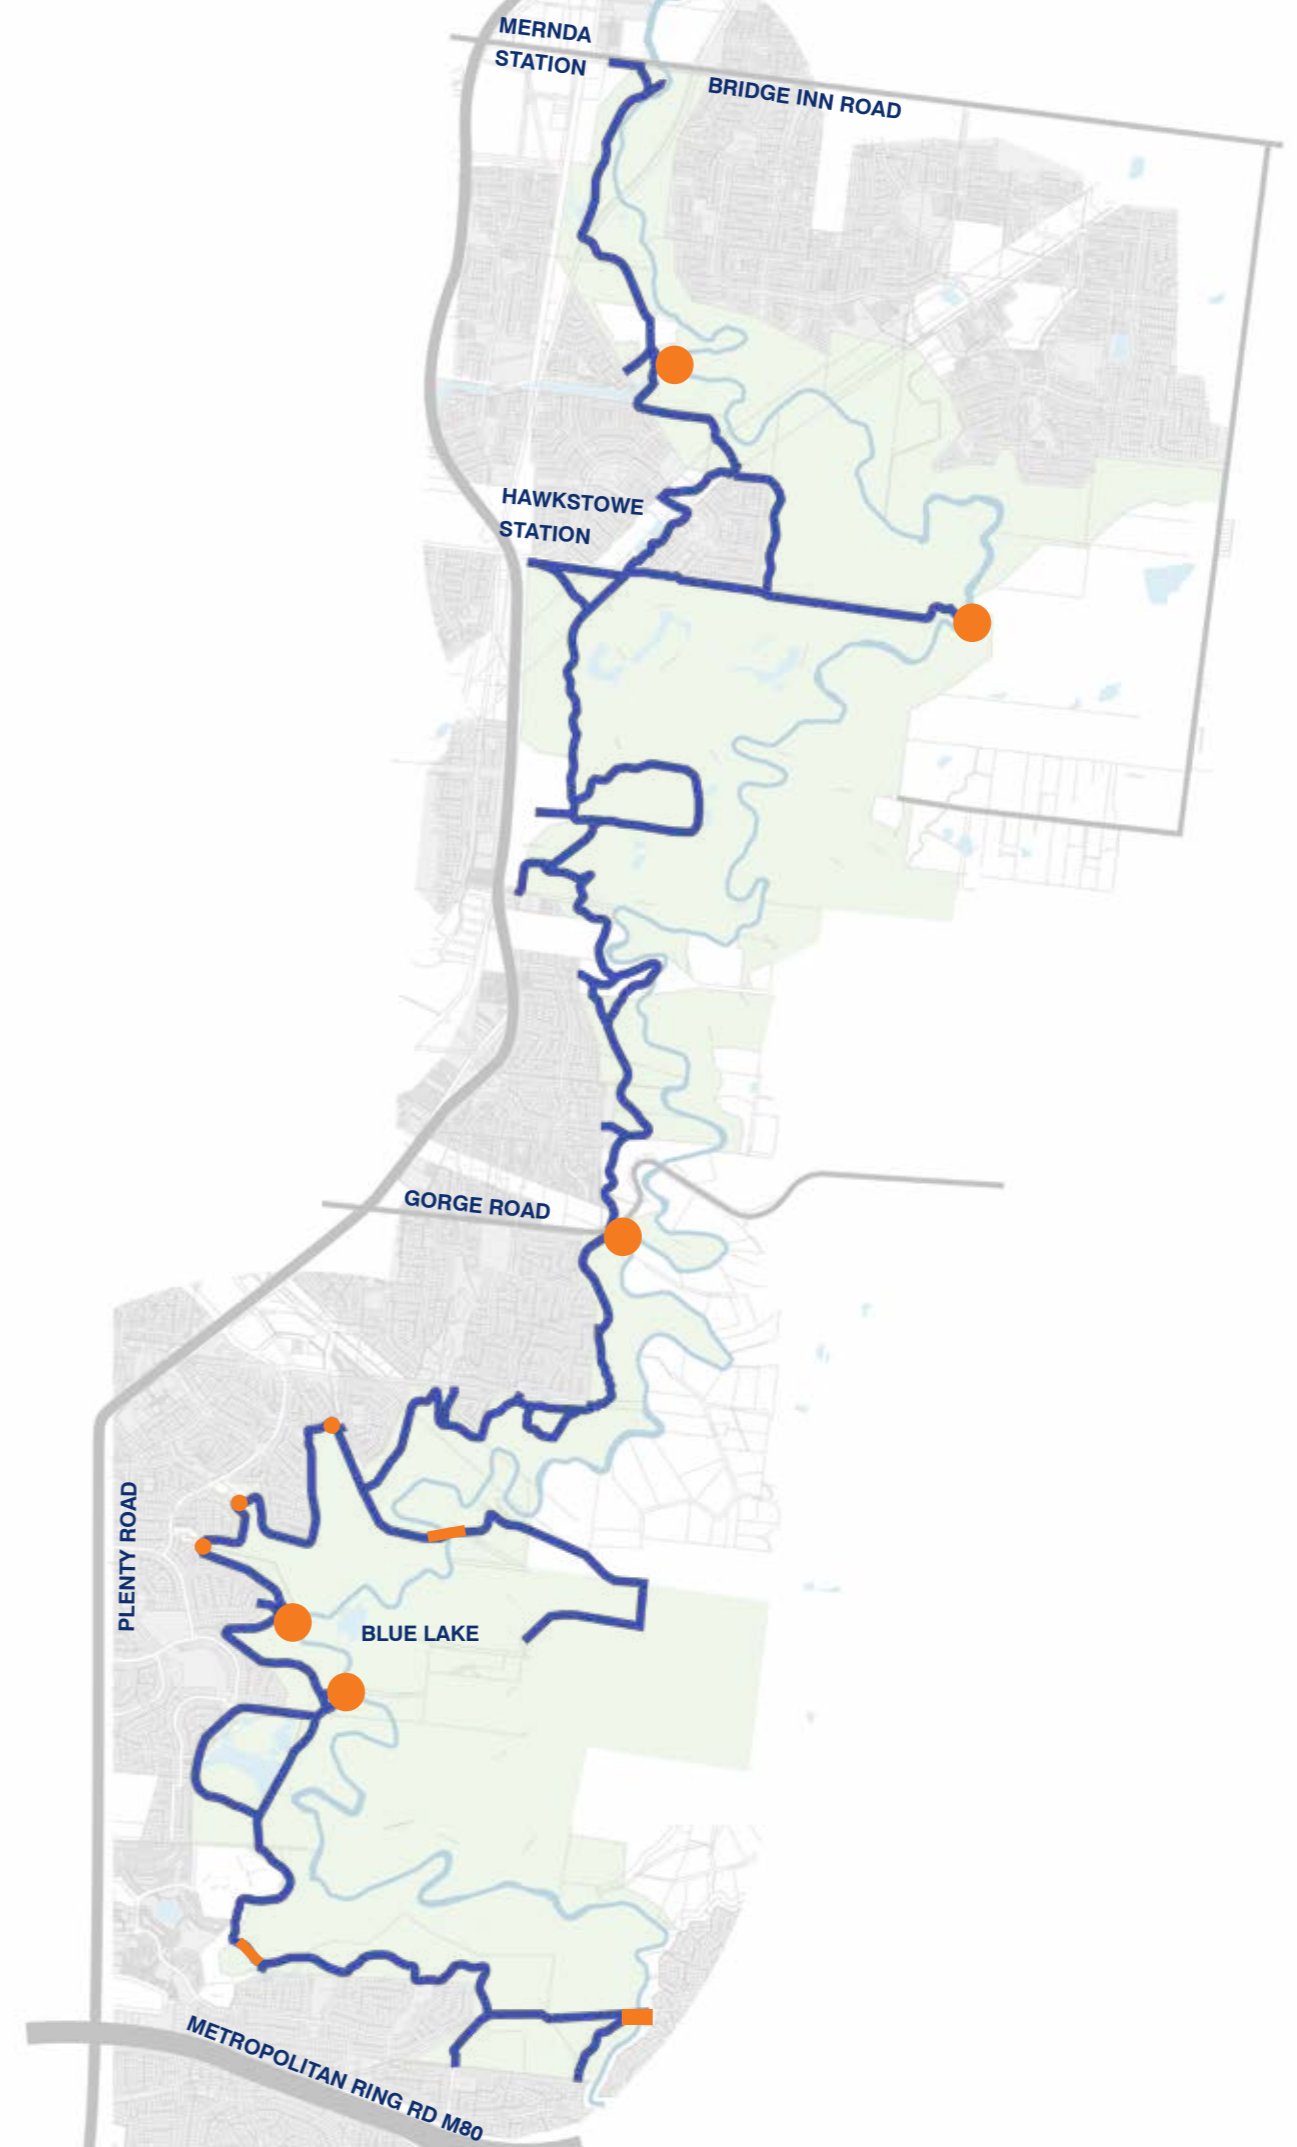 MERNDA
STATION
BRIDGE INN ROAD
HAWKSTOWE
STATION
GORGE ROAD
PLENTY ROAD
BLUE LAKE
METROPOLITAN RING RD M80